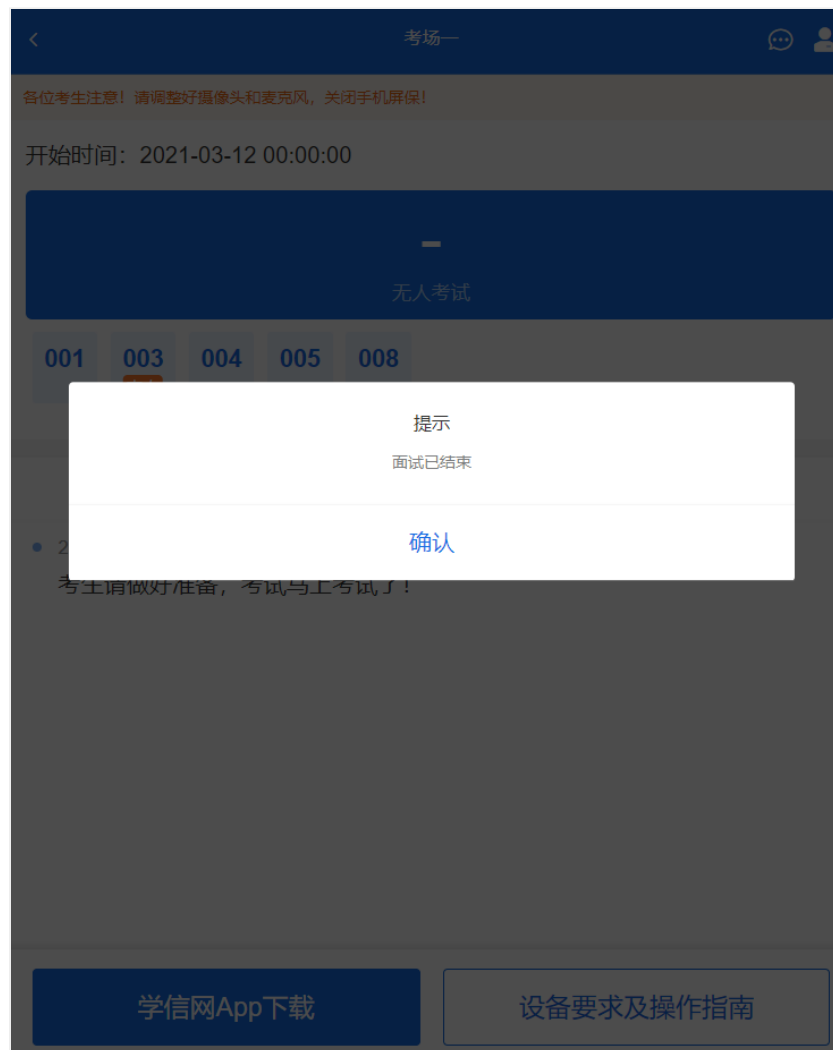 考场一
各位考生注意！请调整好摄像头和麦克风，关闭手机屏保！
开始时间：2021-03-12 00:00:00
-
无人考试
001 003 004 005 008
提示
面试已结束
确认
2
考生请做好准备，考试马上考试了！
学信网App下载
设备要求及操作指南